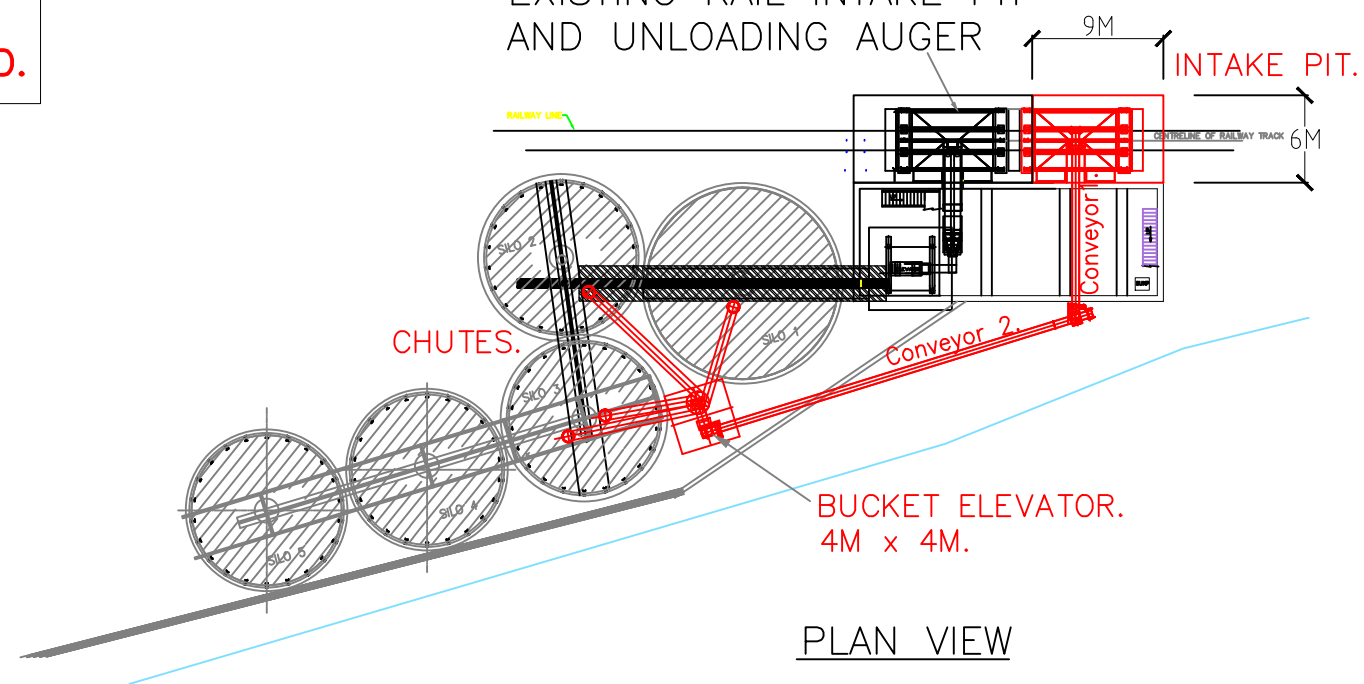 AND UNLOADING AUGER
9M
INTAKE PIT.
O.
RAILWAY LINE
CENTRELINE OF RAILWAY TRACK
6M
Conveyor 1
SILO 2
SILO 1
CHUTES.
Conveyor 2.
SILO 3
SILO 4
SILO 5
BUCKET ELEVATOR.
4M x 4M.
PLAN VIEW